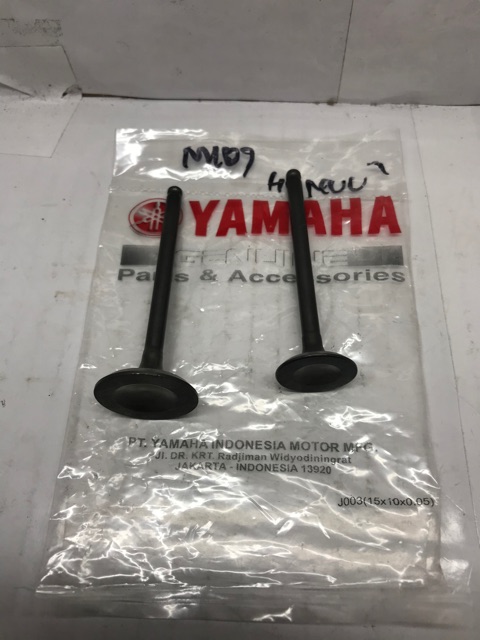 YAMAHA
GENUINE
Parts & Accessories
PT. YAMAHA INDONESIA MOTOR MFG.
Jl. DR. KRT. Radjiman Widyodiningrat
JAKARTA - INDONESIA 13920
J003(15x10x0.05)